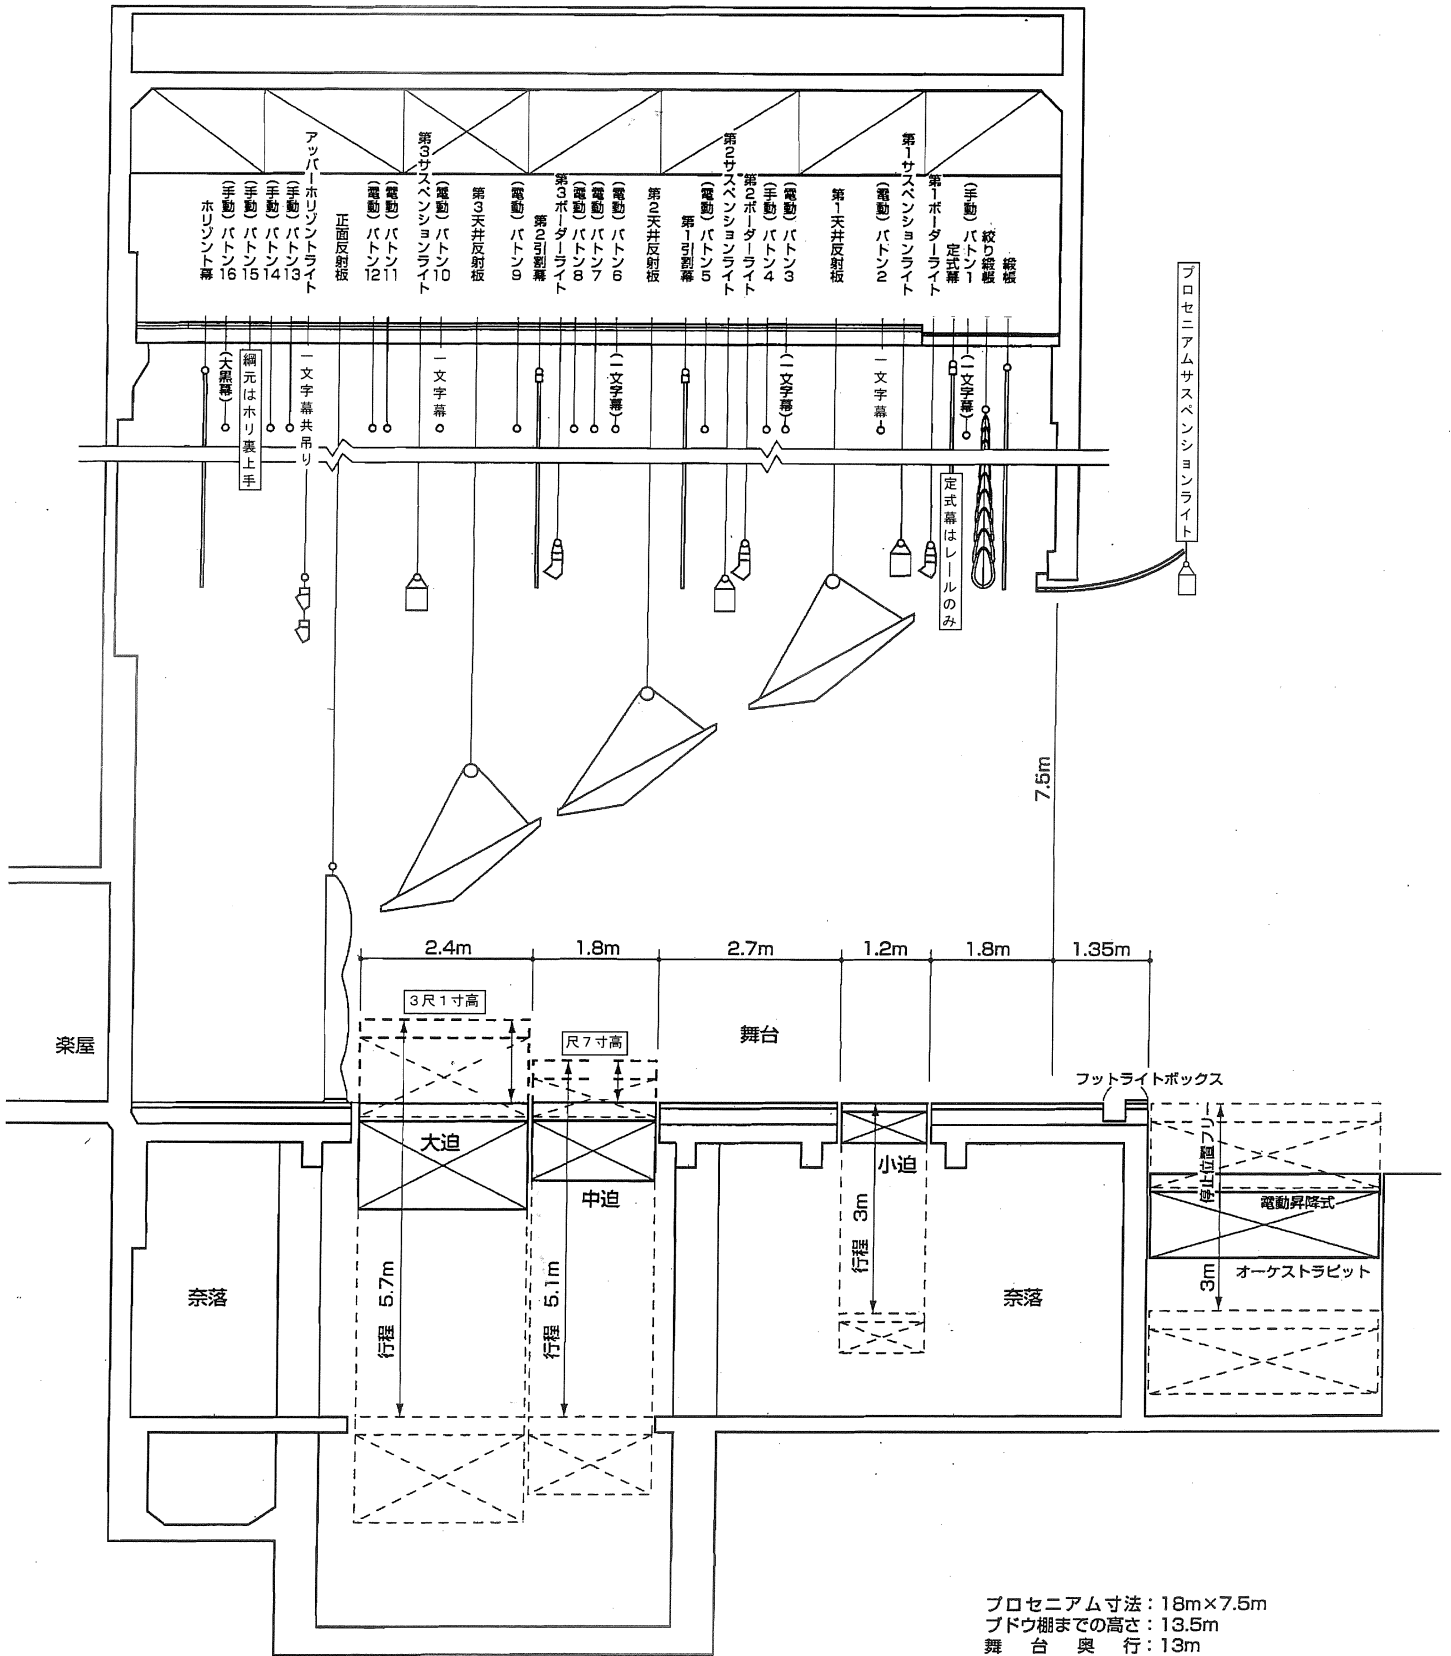 ホリゾント幕
(手動) バトン16
(手動) バトン15
(手動) バトン14
(手動) バトン13
アッパーホリゾントライト
正面反射板
(電動) バトン12
(電動) バトン11
第3サスペンションライト
(電動) バトン10
第3天井反射板
(電動) バトン9
第2引割幕
第3ボーダーライト
(電動) バトン8
(電動) バトン7
(電動) バトン6
第2天井反射板
第1引割幕
(電動) バトン5
第2サスペンションライト
第2ボーダーライト
(手動) バトン4
(電動) バトン3
第1天井反射板
(電動) バトン2
第1サスペンションライト
第1ボーダーライト
定式幕
(手動) バトン1
絞り緞帳
緞帳
プロセニアムサスペンションライト
(大黒幕)
綱元はホリ裏上手
一文字幕共吊り
一文字幕
(一文字幕)
(一文字幕)
一文字幕
(一文字幕)
定式幕はレールのみ
7.5m
2.4m
1.8m
2.7m
1.2m
1.8m
1.35m
3尺1寸高
尺7寸高
舞台
楽屋
フットライトボックス
大迫
中迫
小迫
停止位置フリー
電動昇降式
オーケストラピット
3m
奈落
行程 5.7m
行程 5.1m
行程 3m
奈落
プロセニアム寸法：18m×7.5m
ブドウ棚までの高さ：13.5m
舞台奥行：13m